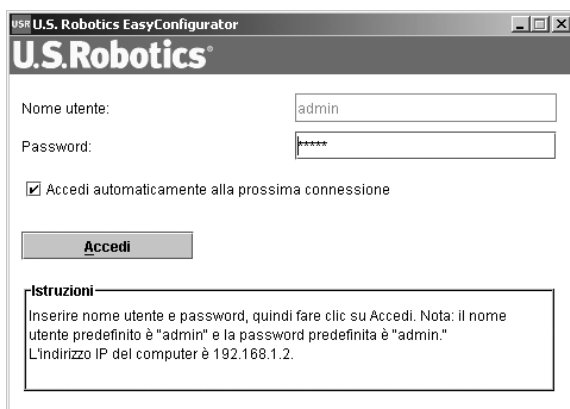 USR U.S. Robotics EasyConfigurator
U.S.Robotics®
Nome utente: admin
Password: *****
Accedi automaticamente alla prossima connessione
Accedi
Istruzioni
Inserire nome utente e password, quindi fare clic su Accedi. Nota: il nome
utente predefinito è "admin" e la password predefinita è "admin."
L'indirizzo IP del computer è 192.168.1.2.